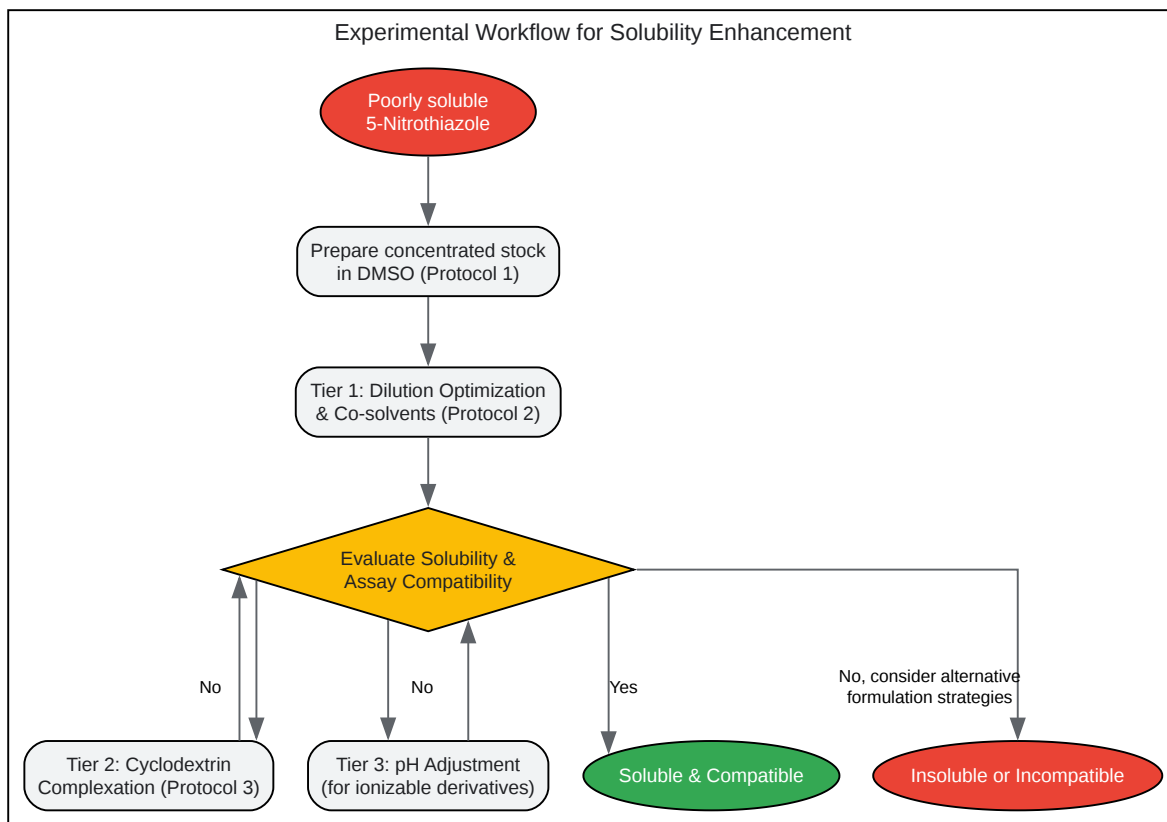 Experimental Workflow for Solubility Enhancement
Poorly soluble
5-Nitrothiazole
Prepare concentrated stock
in DMSO (Protocol 1)
Tier 1: Dilution Optimization
& Co-solvents (Protocol 2)
Evaluate Solubility &
Assay Compatibility
No
No
Yes
No, consider alternative
formulation strategies
Tier 2: Cyclodextrin
Complexation (Protocol 3)
Tier 3: pH Adjustment
(for ionizable derivatives)
Soluble & Compatible
Insoluble or Incompatible